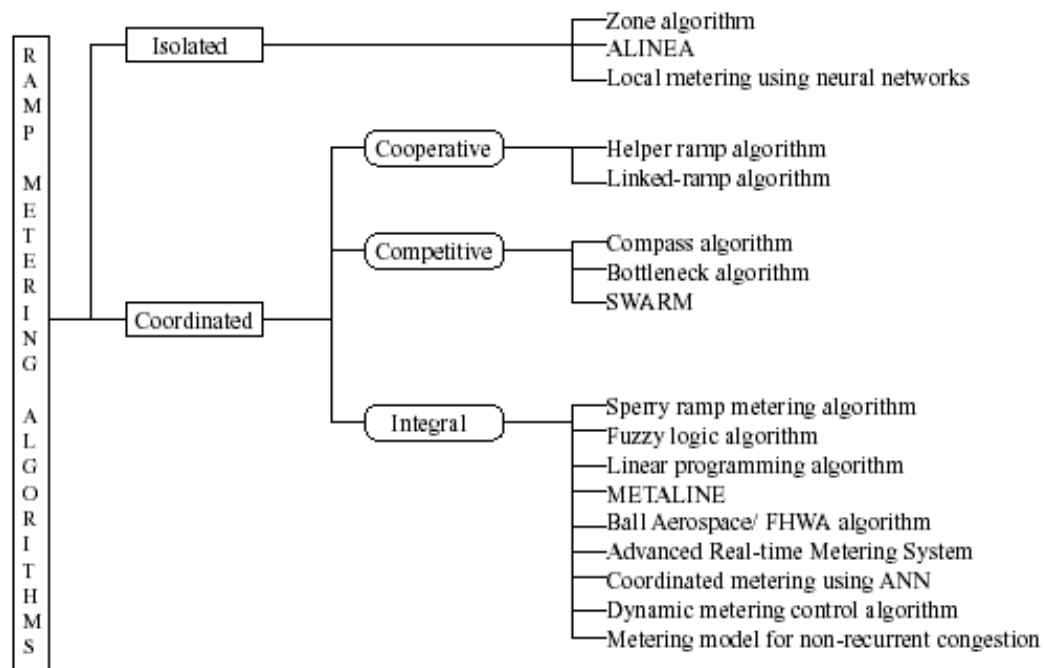 RAMP METERING ALGORITHMS
Isolated
Zone algorithm
ALINEA
Local metering using neural networks
Coordinated
Cooperative
Helper ramp algorithm
Linked-ramp algorithm
Competitive
Compass algorithm
Bottleneck algorithm
SWARM
Integral
Sperry ramp metering algorithm
Fuzzy logic algorithm
Linear programming algorithm
METALINE
Ball Aerospace/ FHWA algorithm
Advanced Real-time Metering System
Coordinated metering using ANN
Dynamic metering control algorithm
Metering model for non-recurrent congestion